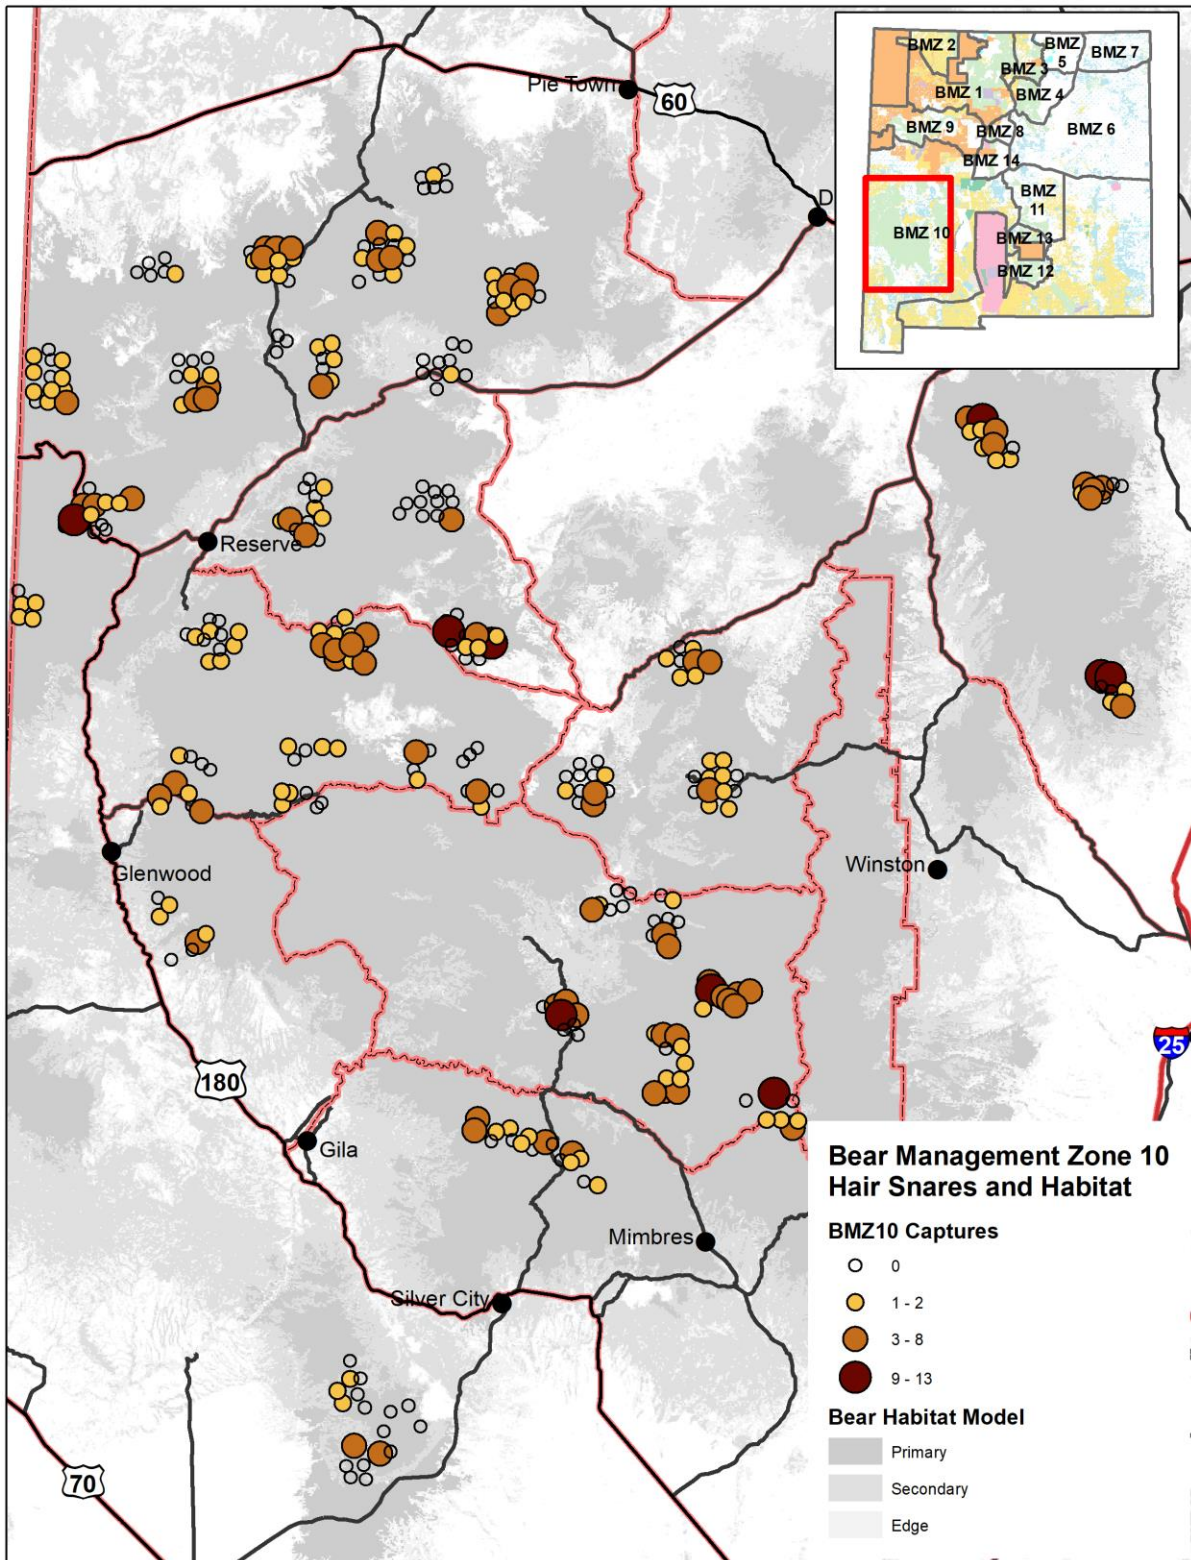 Pie Town
60
D
BMZ 2
BMZ
5
BMZ 7
BMZ 3
BMZ 1
BMZ 4
BMZ 9
BMZ 8
BMZ 6
BMZ 14
BMZ
11
BMZ 10
BMZ 13
BMZ 12
Reserve
Glenwood
Winston
180
25
Gila
Mimbres
Silver City
70
Bear Management Zone 10
Hair Snares and Habitat
BMZ10 Captures
0
1 - 2
3 - 8
9 - 13
Bear Habitat Model
Primary
Secondary
Edge